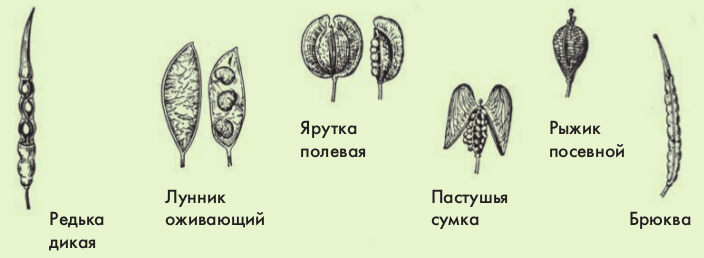 Редька
дикая
Лунник
оживающий
Ярутка
полевая
Пастушья
сумка
Рыжик
посевной
Брюква